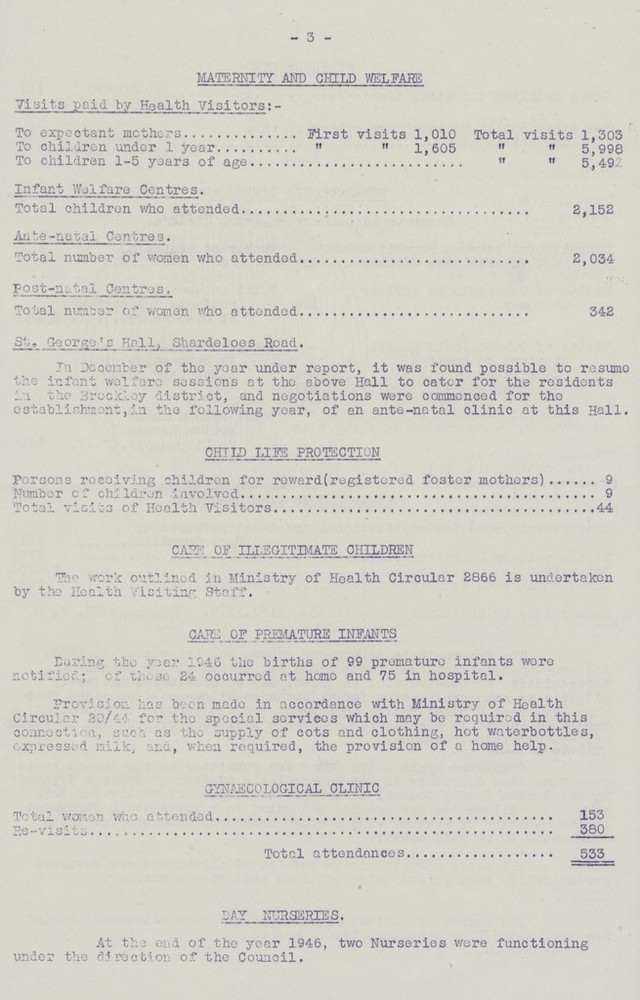 - 3 -
MATERNITY AND CHILD WELFARE
Visits paid by Health Visitors:-
To expectant mothers.............. First visits 1,010 Total visits 1,303
To children under 1 year.......... " " 1,605 " " 5,998
To children 1-5 years of age.......................... " " 5,492
Infant Welfare Centres.
Total children who attended.................................. 2,152
Ante-natal Centres.
Total number of women who attended........................... 2,034
Post-natal Centres.
Total number of women who attended........................... 342
St. George's Hall, Shardeloes Road.
In December of the year under report, it was found possible to resume
the infant welfare sessions at the above Hall to cater for the residents
in the Brockley district, and negotiations were commenced for the
establishment,in the following year, of an ante-natal clinic at this Hall.
CHILD LIFE PROTECTION
Persons receiving children for reward(registered foster mothers)...... 9
Number of children involved.......................................... 9
Total visits of Health Visitors......................................44
CARE OF ILLEGITIMATE CHILDREN
The work outlined in Ministry of Health Circular 2866 is undertaken
by the Health Visiting Staff.
CARE OF PREMATURE INFANTS
During the year 1946 the births of 99 premature infants were
notified; of these 24 occurred at home and 75 in hospital.
Provision has been made in accordance with Ministry of Health
Circular 20/44 for the special services which may be required in this
connection, such as the supply of cots and clothing, hot waterbottles,
expressed milk, and, when required, the provision of a home help.
GYNAECOLOGICAL CLINIC
Total women who attended........................................ 153
Re-visits....................................................... 380
Total attendances.................. 533
DAY NURSERIES.
At the end of the year 1946, two Nurseries were functioning
under the direction of the Council.